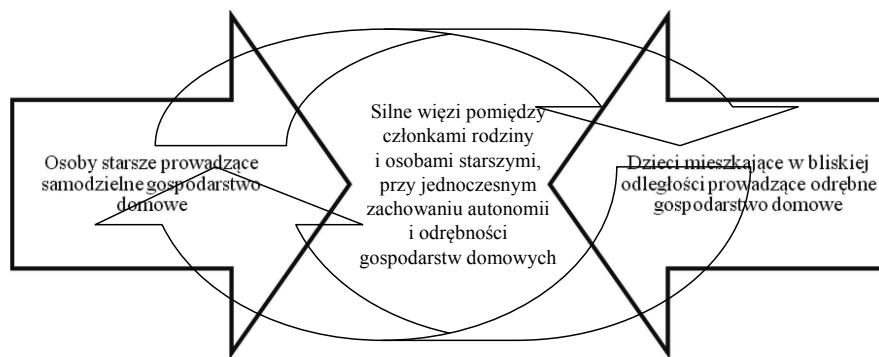 Osoby starsze prowadzące
samodzielne gospodarstwo
domowe
Silne więzi pomiędzy
członkami rodziny
i osobami starszymi,
przy jednoczesnym
zachowaniu autonomii
i odrębności
gospodarstw domowych
Dzieci mieszkające w bliskiej
odległości prowadzące odrębne
gospodarstwo domowe